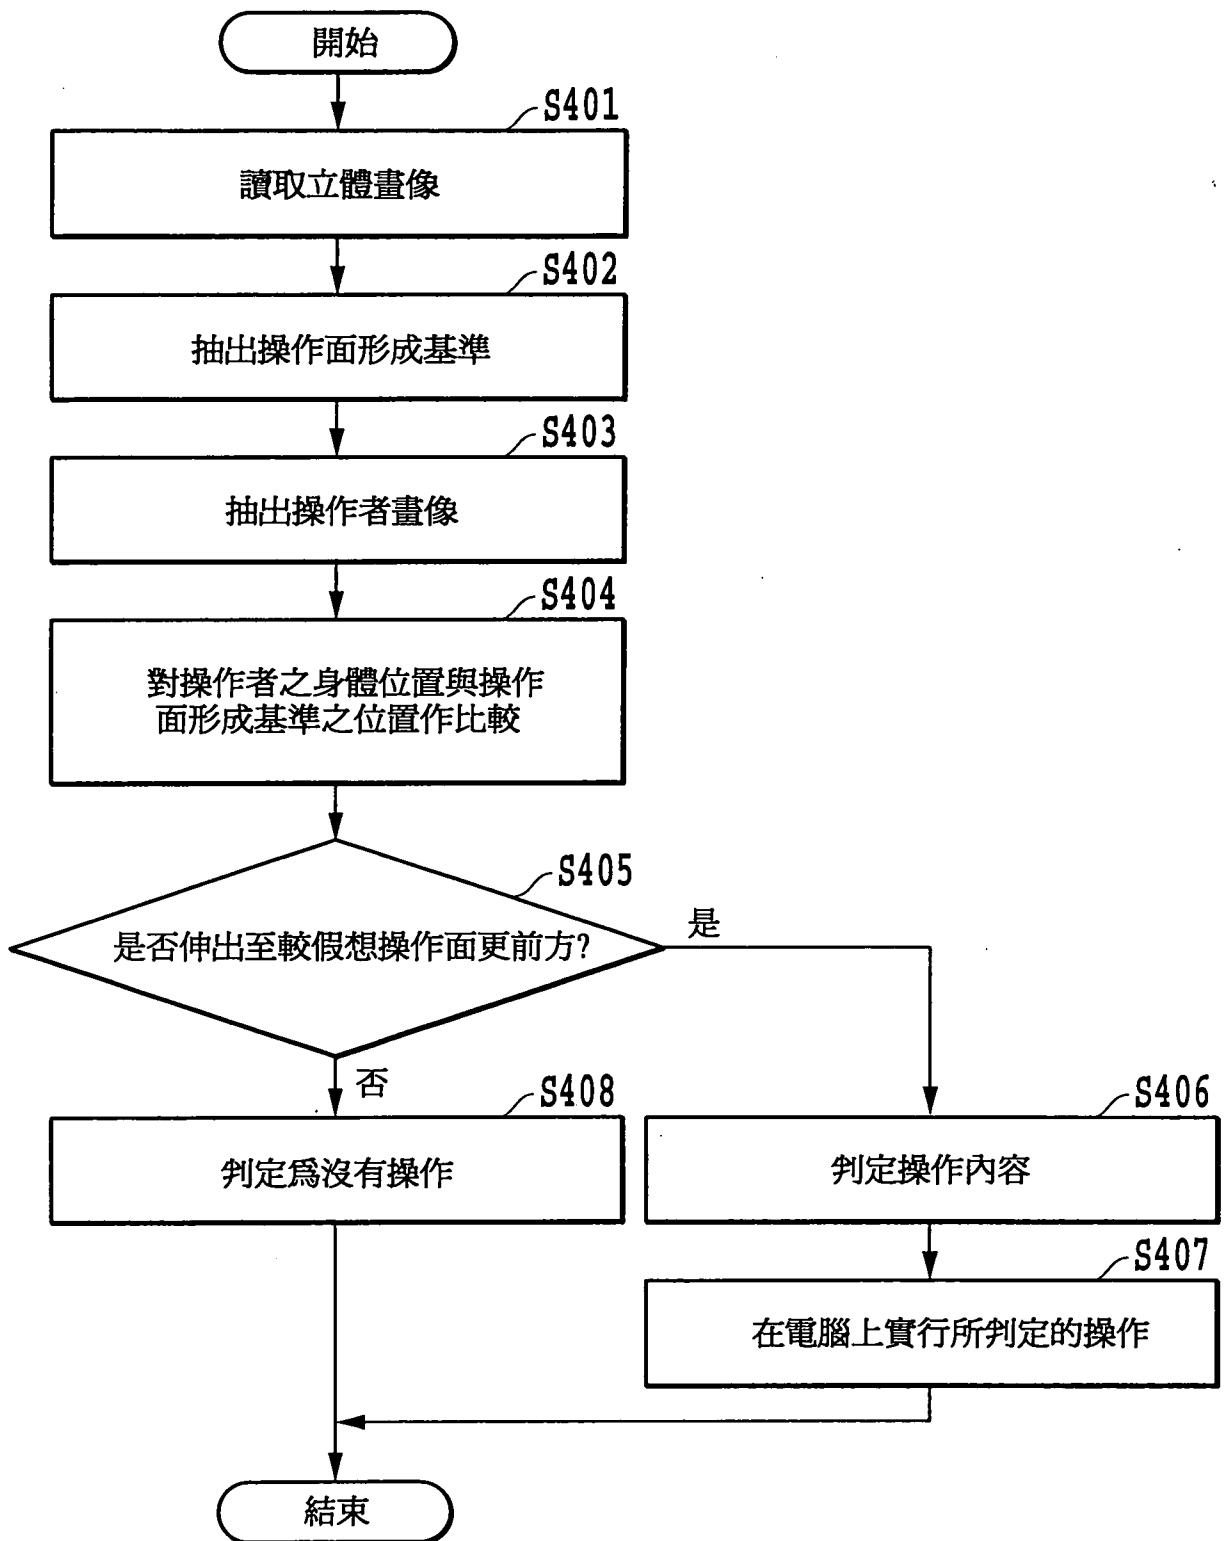 開始
S401
讀取立體畫像
S402
抽出操作面形成基準
S403
抽出操作者畫像
S404
對操作者之身體位置與操作
面形成基準之位置作比較
S405
是否伸出至較假想操作面更前方?
是
否
S408
判定爲沒有操作
S406
判定操作內容
S407
在電腦上實行所判定的操作
結束